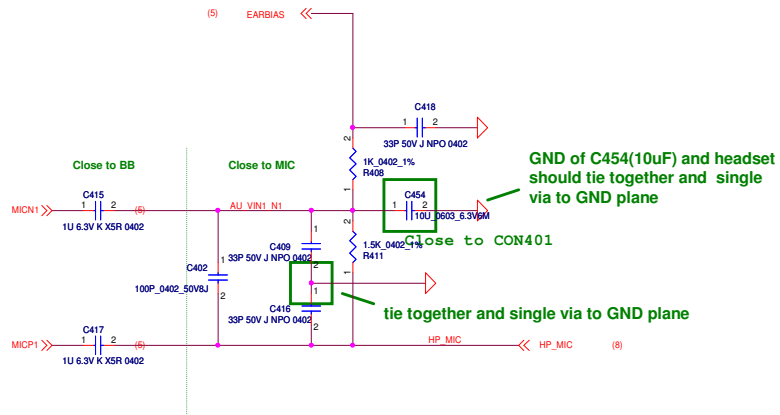 (5) EARBIAS
C418
1 2
33P 50V J NPO 0402
2
1K_0402_1%
R408
1
Close to BB
Close to MIC
GND of C454(10uF) and headset
should tie together and single
via to GND plane
C415
MICN1 1 2 (5)
1U 6.3V K X5R 0402
AU_VIN1_N1
C454
1 2
10U_0603_6.3V6M
Close to CON401
2
1.5K_0402_1%
R411
1
1
C409
33P 50V J NPO 0402
2
C402
1
100P_0402_50V8J
2
1
C416
33P 50V J NPO 0402
2
tie together and single via to GND plane
C417
MICP1 1 2 (5)
1U 6.3V K X5R 0402
HP_MIC
HP_MIC (8)